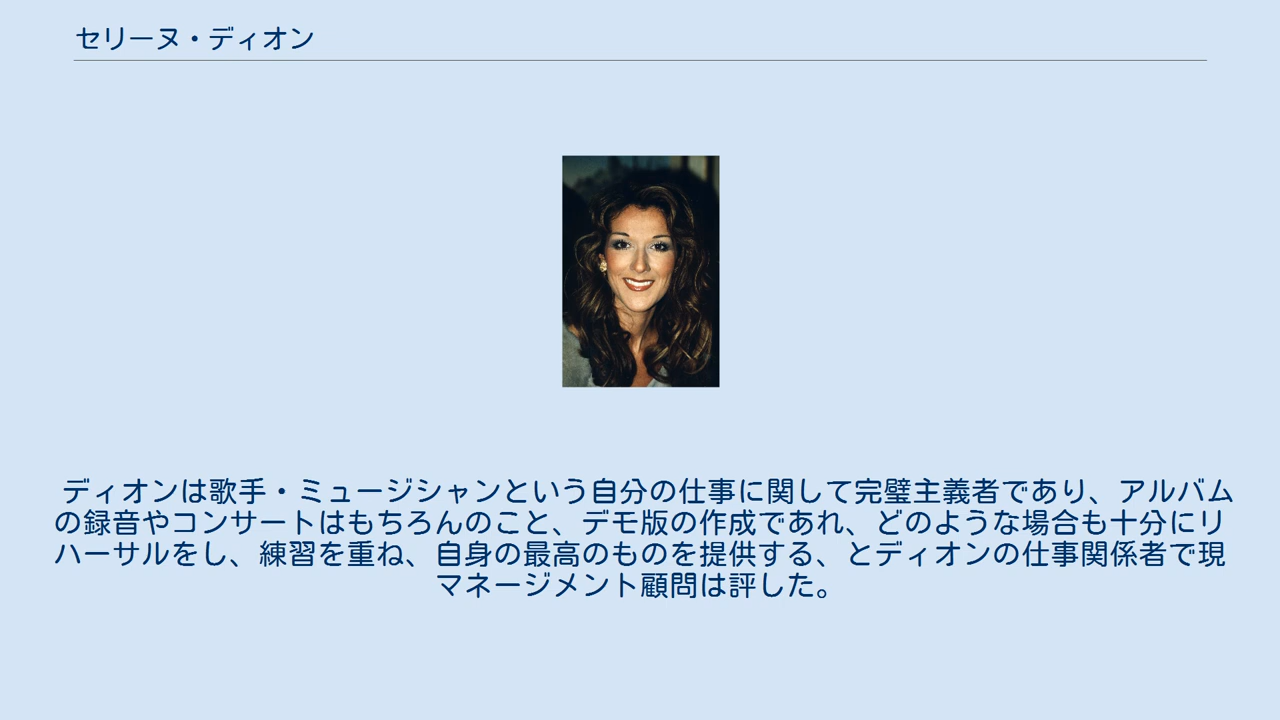 セリーヌ・ディオン
ディオンは歌手・ミュージシャンという自分の仕事に関して完璧主義者であり、アルバム
の録音やコンサートはもちろんのこと、デモ版の作成であれ、どのような場合も十分にリ
ハーサルをし、練習を重ね、自身の最高のものを提供する、とディオンの仕事関係者で現
マネージメント顧問は評した。